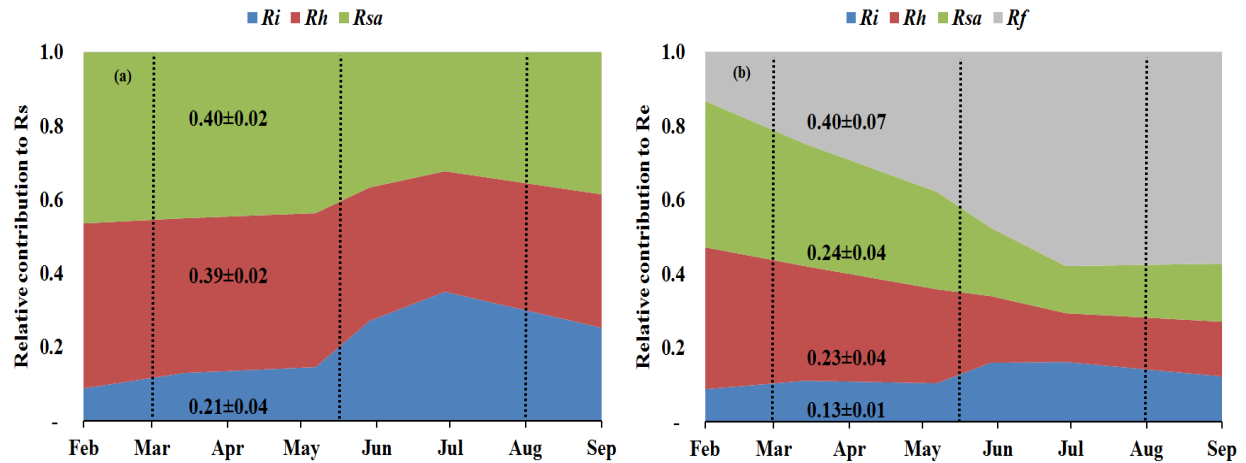 Ri Rh Rsa
Relative contribution to Rs
1.0
0.8
0.6
0.4
0.2
-
(a)
0.40±0.02
0.39±0.02
0.21±0.04
Feb Mar Apr May Jun Jul Aug Sep
Ri Rh Rsa Rf
Relative contribution to Re
1.0
0.8
0.6
0.4
0.2
-
(b)
0.40±0.07
0.24±0.04
0.23±0.04
0.13±0.01
Feb Mar Apr May Jun Jul Aug Sep